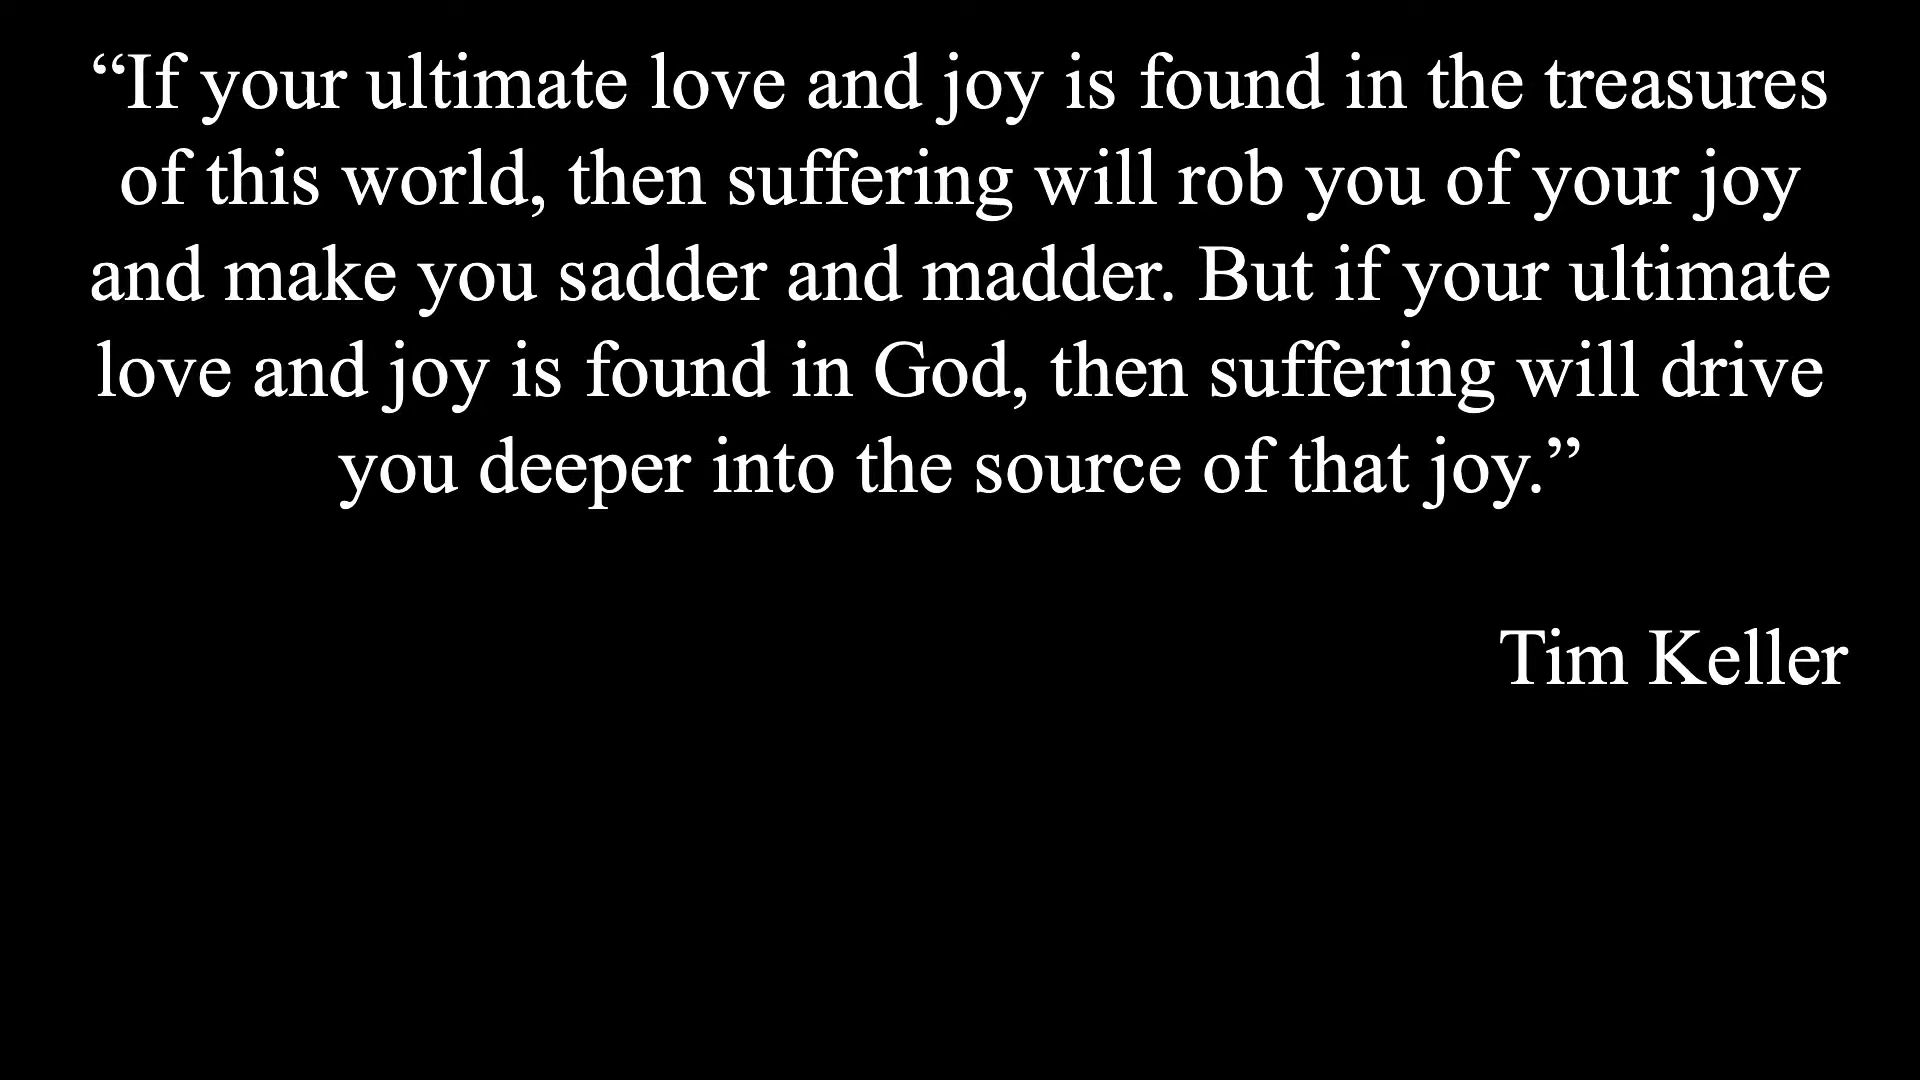 “If your ultimate love and joy is found in the treasures
of this world, then suffering will rob you of your joy
and make you sadder and madder. But if your ultimate
love and joy is found in God, then suffering will drive
you deeper into the source of that joy.”
Tim Keller